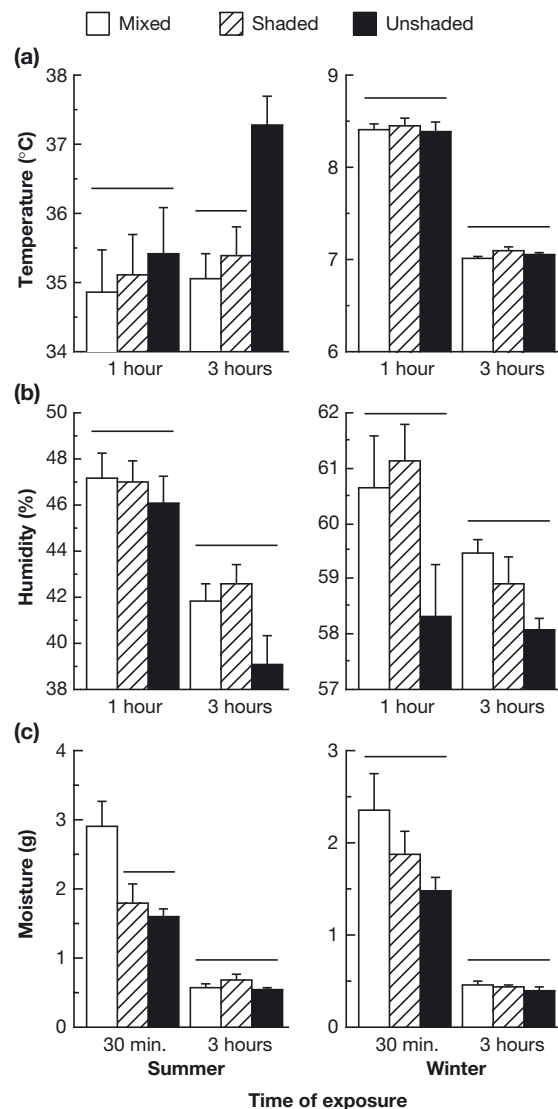 Mixed Shaded Unshaded
(a)
Temperature (°C)
38
37
36
35
34
1 hour 3 hours
9
8
7
6
1 hour 3 hours
(b)
Humidity (%)
50
48
46
42
39
38
1 hour 3 hours
62
61
60
59
58
57
1 hour 3 hours
(c)
Moisture (g)
4
3
2
1
0
30 min. 3 hours
Summer
3
2
1
0
30 min. 3 hours
Winter
Time of exposure